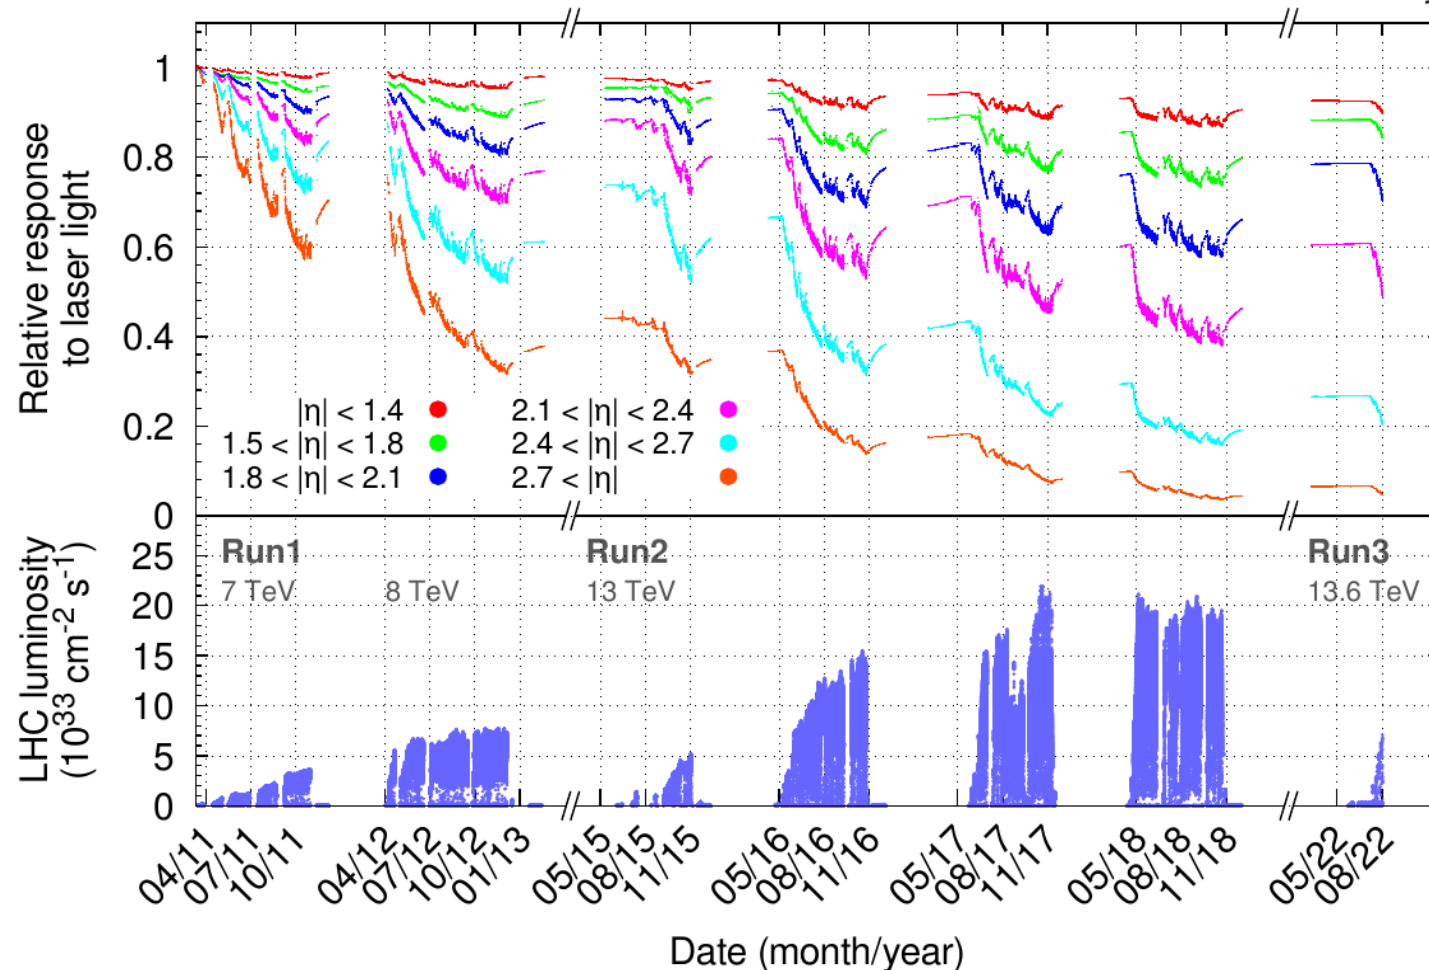 Relative response
to laser light
1
0.8
0.6
0.4
0.2
0
|η| < 1.4
1.5 < |η| < 1.8
1.8 < |η| < 2.1
2.1 < |η| < 2.4
2.4 < |η| < 2.7
2.7 < |η|
LHC luminosity
(10³³ cm⁻² s⁻¹)
25
20
15
10
5
0
Run1
7 TeV
8 TeV
Run2
13 TeV
Run3
13.6 TeV
04/11
07/11
10/11
04/12
07/12
10/12
01/13
05/15
08/15
11/15
05/16
08/16
11/16
05/17
08/17
11/17
05/18
08/18
11/18
05/22
08/22
Date (month/year)